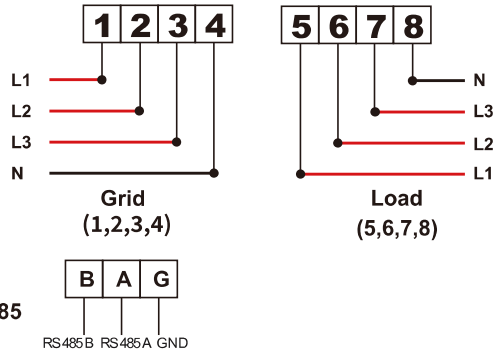 1 2 3 4
5 6 7 8
L1
L2
L3
N
N
L3
L2
L1
Grid
(1,2,3,4)
Load
(5,6,7,8)
B A G
85
RS485B RS485A GND